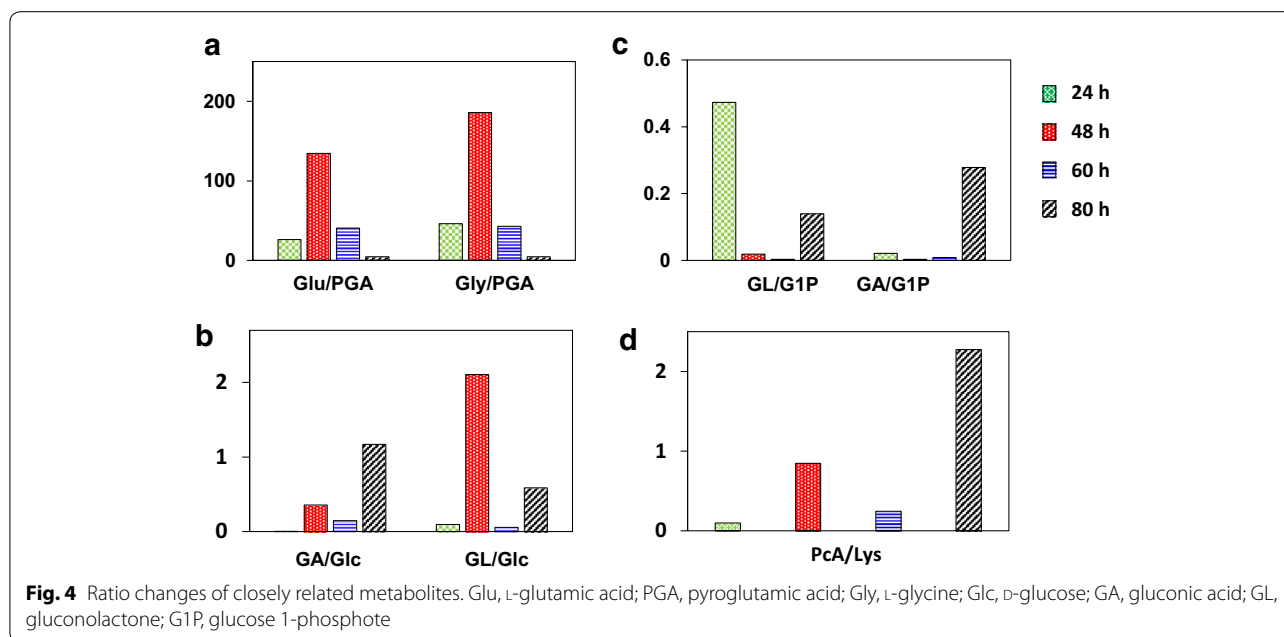 a
200
100
0
Glu/PGA Gly/PGA
c
0.6
0.4
0.2
0
GL/G1P GA/G1P
24 h
48 h
60 h
80 h
b
2
1
0
GA/Glc GL/Glc
d
2
1
0
PcA/Lys
Fig. 4 Ratio changes of closely related metabolites. Glu, L-glutamic acid; PGA, pyroglutamic acid; Gly, L-glycine; Glc, D-glucose; GA, gluconic acid; GL,
gluconolactone; G1P, glucose 1-phosphote